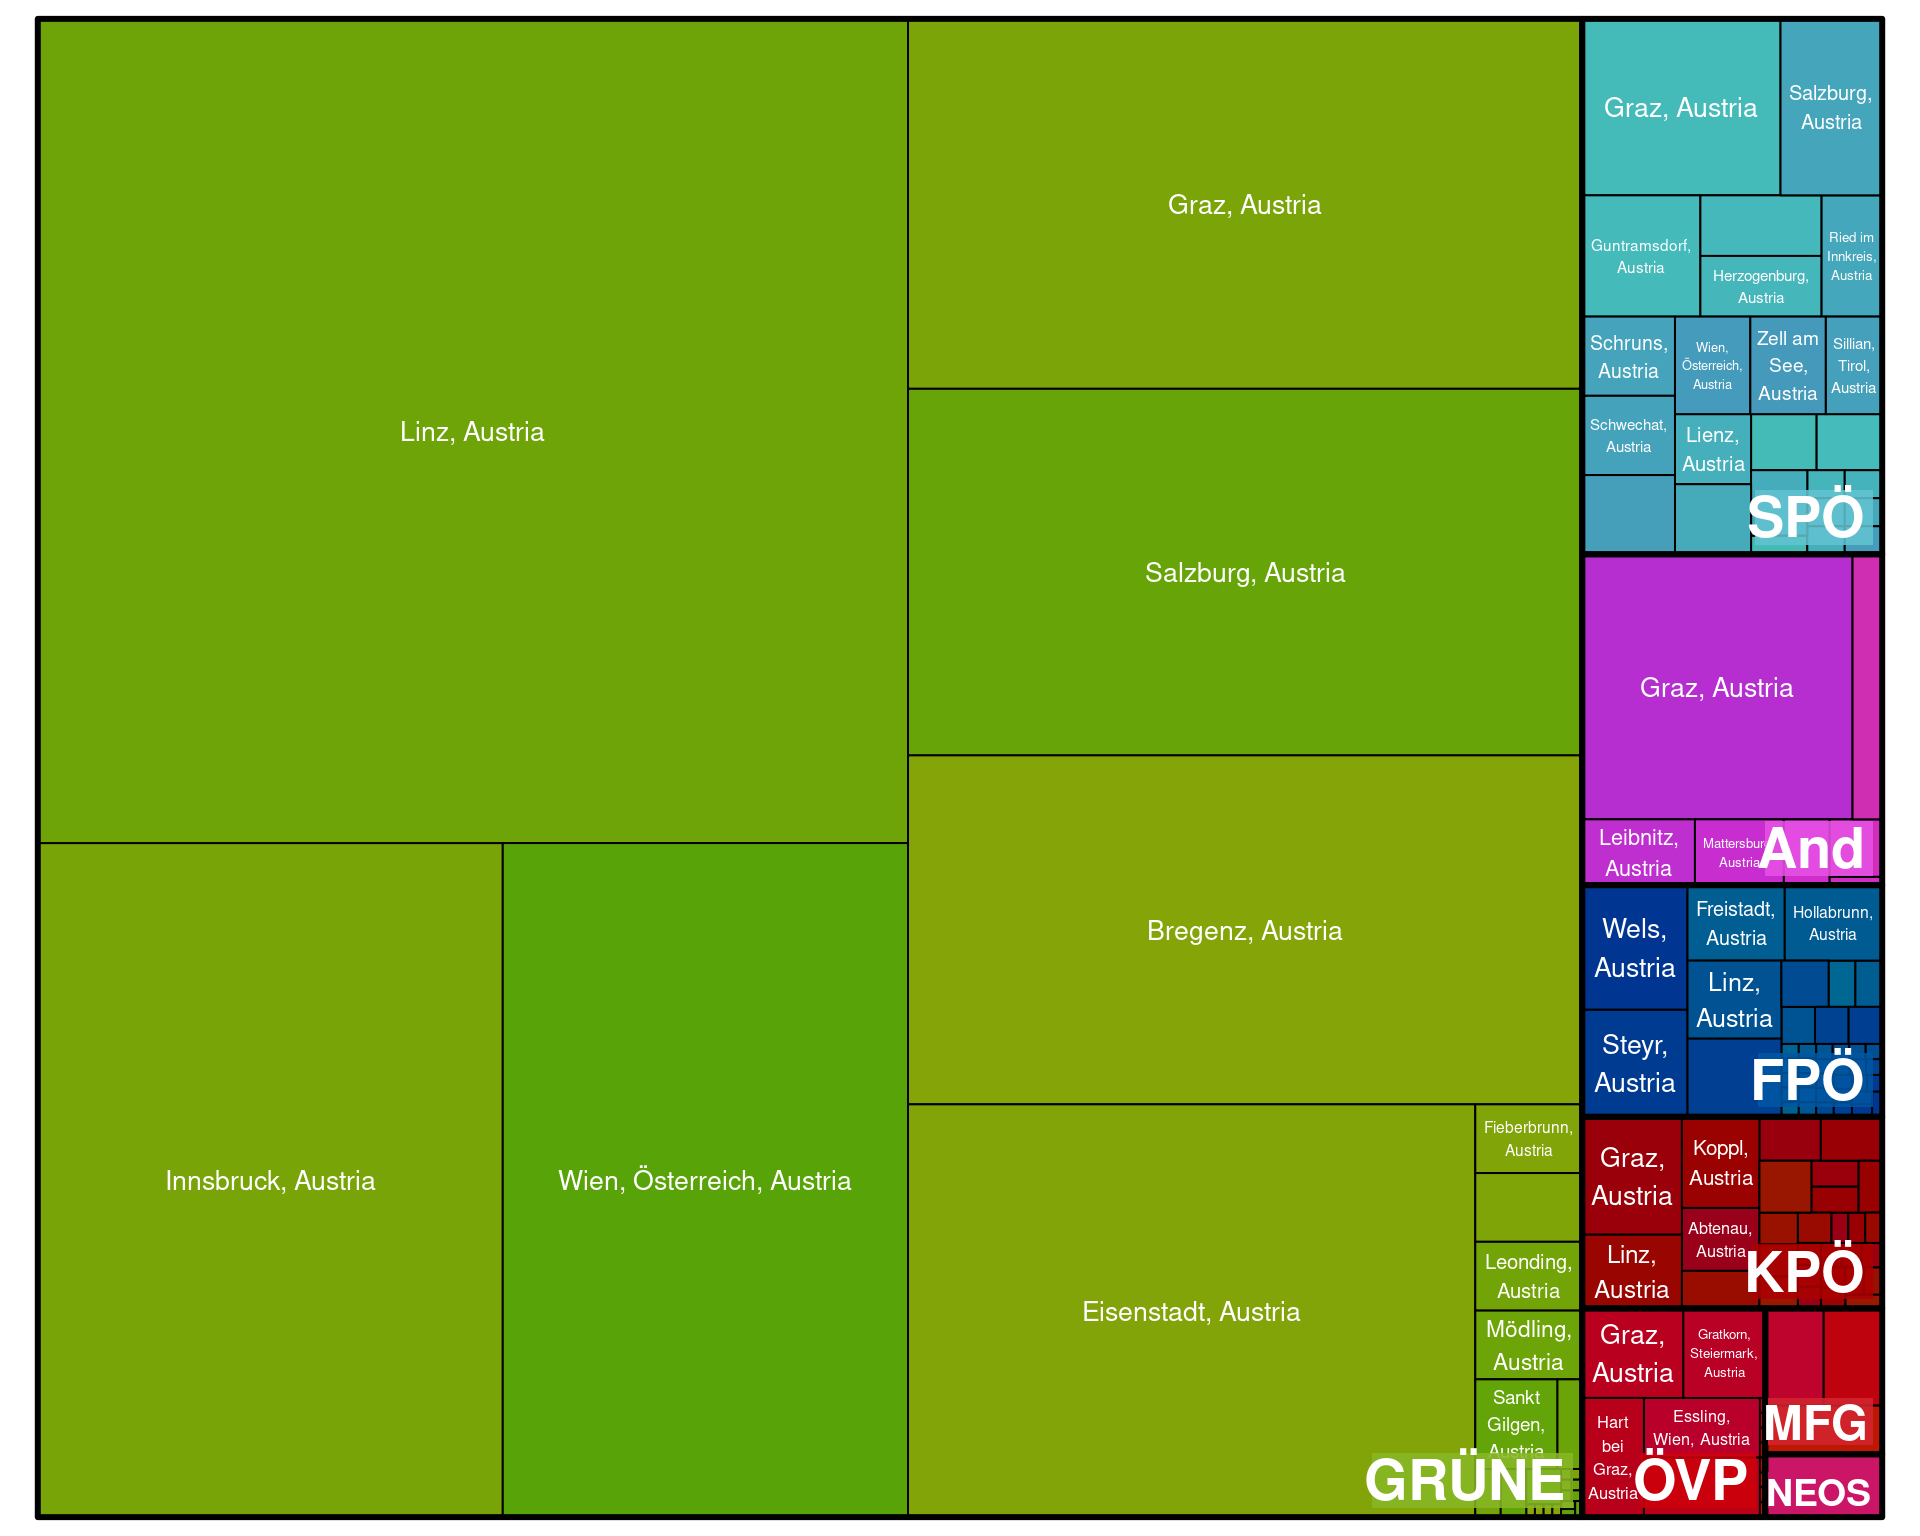 Linz, Austria
Innsbruck, Austria
Wien, Österreich, Austria
Graz, Austria
Salzburg, Austria
Bregenz, Austria
Eisenstadt, Austria
Fieberbrunn,
Austria
Leonding,
Austria
Mödling,
Austria
Sankt
Gilgen,
Austria
GRÜNE
Graz, Austria
Salzburg,
Austria
Guntramsdorf,
Austria
Herzogenburg,
Austria
Ried im
Innkreis,
Austria
Schruns,
Austria
Wien,
Österreich,
Austria
Zell am
See,
Austria
Sillian,
Tirol,
Austria
Schwechat,
Austria
Lienz,
Austria
SPÖ
Graz, Austria
Leibnitz,
Austria
Mattersburg,
Austria
And
Wels,
Austria
Freistadt,
Austria
Hollabrunn,
Austria
Linz,
Austria
Steyr,
Austria
FPÖ
Graz,
Austria
Koppl,
Austria
Abtenau,
Austria
Linz,
Austria
KPÖ
Graz,
Austria
Gratkorn,
Steiermark,
Austria
Hart
bei
Graz,
Austria
Essling,
Wien, Austria
ÖVP
MFG
NEOS